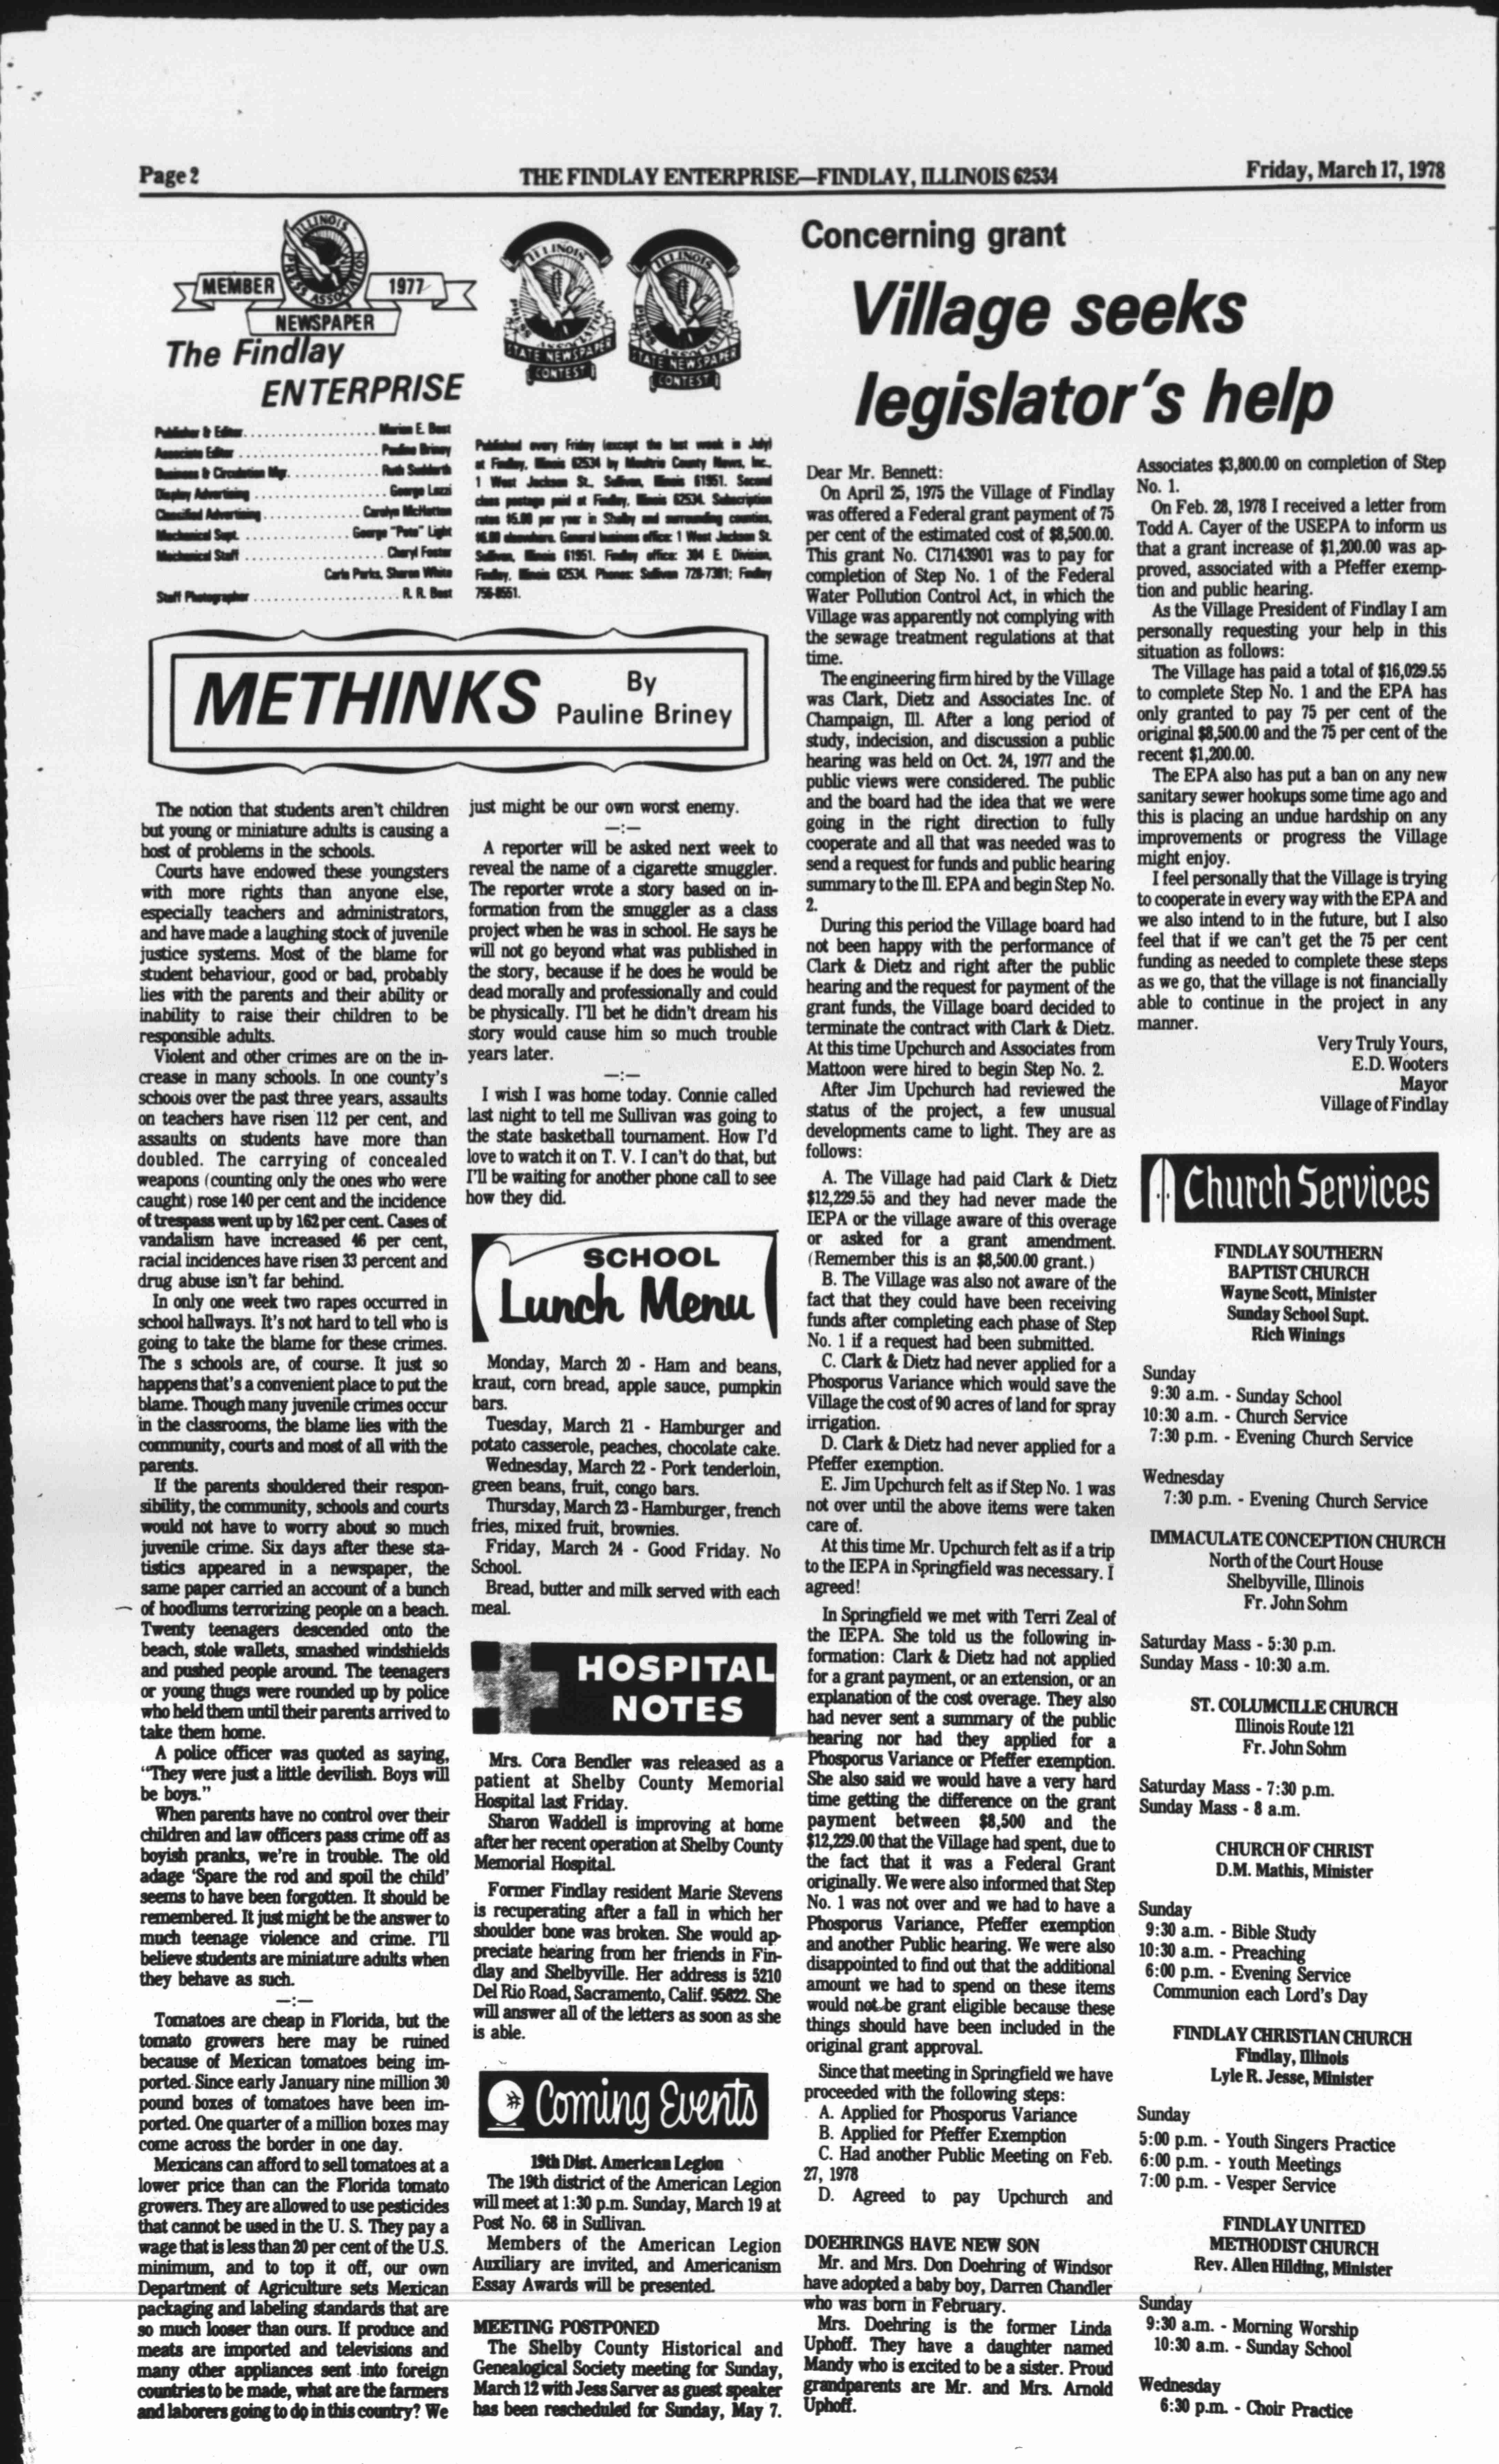 Page 2
THE FINDLAY ENTERPRISE—FINDLAY, ILLINOIS 62534
Friday, March 17, 1978
ILLINOIS
PRESS ASSOCIATION
MEMBER
1977
NEWSPAPER
The Findlay
ENTERPRISE
ILLINOIS
PRESS ASSOCIATION
STATE NEWSPAPER
CONTEST
ILLINOIS
PRESS ASSOCIATION
STATE NEWSPAPER
CONTEST
Publisher & Editor. . . . . . . . . . . . . . . . . . Marion E. Best
Associate Editor . . . . . . . . . . . . . . . . . . . Pauline Briney
Business & Circulation Mgr. . . . . . . . . . . . . Ruth Suddarth
Display Advertising . . . . . . . . . . . . . . . . . . George Lazzi
Classified Advertising . . . . . . . . . . . . . Carolyn McHatton
Mechanical Supt. . . . . . . . . . . . . . . . George "Pete" Light
Mechanical Staff . . . . . . . . . . . . . . . . . . . Cheryl Foster
Carla Parks, Sharon White
Staff Photographer . . . . . . . . . . . . . . . . . . . . R. R. Best
Published every Friday (except the last week in July)
at Findlay, Illinois 62534 by Moultrie County News, Inc.,
1 West Jackson St., Sullivan, Illinois 61951. Second
class postage paid at Findlay, Illinois 62534. Subscription
rates $5.00 per year in Shelby and surrounding counties,
$6.00 elsewhere. General business office: 1 West Jackson St.
Sullivan, Illinois 61951. Findlay office: 304 E. Division,
Findlay, Illinois 62534. Phones: Sullivan 728-7381; Findlay
756-8551.
METHINKS
By
Pauline Briney
The notion that students aren't children
but young or miniature adults is causing a
host of problems in the schools.
Courts have endowed these youngsters
with more rights than anyone else,
especially teachers and administrators,
and have made a laughing stock of juvenile
justice systems. Most of the blame for
student behaviour, good or bad, probably
lies with the parents and their ability or
inability to raise their children to be
responsible adults.
Violent and other crimes are on the in-
crease in many schools. In one county's
schools over the past three years, assaults
on teachers have risen 112 per cent, and
assaults on students have more than
doubled. The carrying of concealed
weapons (counting only the ones who were
caught) rose 140 per cent and the incidence
of trespass went up by 162 per cent. Cases of
vandalism have increased 46 per cent,
racial incidences have risen 33 percent and
drug abuse isn't far behind.
In only one week two rapes occurred in
school hallways. It's not hard to tell who is
going to take the blame for these crimes.
The s schools are, of course. It just so
happens that's a convenient place to put the
blame. Though many juvenile crimes occur
in the classrooms, the blame lies with the
community, courts and most of all with the
parents.
If the parents shouldered their respon-
sibility, the community, schools and courts
would not have to worry about so much
juvenile crime. Six days after these sta-
tistics appeared in a newspaper, the
same paper carried an account of a bunch
of hoodlums terrorizing people on a beach.
Twenty teenagers descended onto the
beach, stole wallets, smashed windshields
and pushed people around. The teenagers
or young thugs were rounded up by police
who held them until their parents arrived to
take them home.
A police officer was quoted as saying,
"They were just a little devilish. Boys will
be boys."
When parents have no control over their
children and law officers pass crime off as
boyish pranks, we're in trouble. The old
adage 'Spare the rod and spoil the child'
seems to have been forgotten. It should be
remembered. It just might be the answer to
much teenage violence and crime. I'll
believe students are miniature adults when
they behave as such.
—:—
Tomatoes are cheap in Florida, but the
tomato growers here may be ruined
because of Mexican tomatoes being im-
ported. Since early January nine million 30
pound boxes of tomatoes have been im-
ported. One quarter of a million boxes may
come across the border in one day.
Mexicans can afford to sell tomatoes at a
lower price than can the Florida tomato
growers. They are allowed to use pesticides
that cannot be used in the U. S. They pay a
wage that is less than 20 per cent of the U.S.
minimum, and to top it off, our own
Department of Agriculture sets Mexican
packaging and labeling standards that are
so much looser than ours. If produce and
meats are imported and televisions and
many other appliances sent into foreign
countries to be made, what are the farmers
and laborers going to do in this country? We
just might be our own worst enemy.
—:—
A reporter will be asked next week to
reveal the name of a cigarette smuggler.
The reporter wrote a story based on in-
formation from the smuggler as a class
project when he was in school. He says he
will not go beyond what was published in
the story, because if he does he would be
dead morally and professionally and could
be physically. I'll bet he didn't dream his
story would cause him so much trouble
years later.
—:—
I wish I was home today. Connie called
last night to tell me Sullivan was going to
the state basketball tournament. How I'd
love to watch it on T. V. I can't do that, but
I'll be waiting for another phone call to see
how they did.
SCHOOL
Lunch Menu
Monday, March 20 - Ham and beans,
kraut, corn bread, apple sauce, pumpkin
bars.
Tuesday, March 21 - Hamburger and
potato casserole, peaches, chocolate cake.
Wednesday, March 22 - Pork tenderloin,
green beans, fruit, congo bars.
Thursday, March 23 - Hamburger, french
fries, mixed fruit, brownies.
Friday, March 24 - Good Friday. No
School.
Bread, butter and milk served with each
meal.
HOSPITAL
NOTES
Mrs. Cora Bendler was released as a
patient at Shelby County Memorial
Hospital last Friday.
Sharon Waddell is improving at home
after her recent operation at Shelby County
Memorial Hospital.
Former Findlay resident Marie Stevens
is recuperating after a fall in which her
shoulder bone was broken. She would ap-
preciate hearing from her friends in Fin-
dlay and Shelbyville. Her address is 5210
Del Rio Road, Sacramento, Calif. 95822. She
will answer all of the letters as soon as she
is able.
Coming Events
19th Dist. American Legion
The 19th district of the American Legion
will meet at 1:30 p.m. Sunday, March 19 at
Post No. 68 in Sullivan.
Members of the American Legion
Auxiliary are invited, and Americanism
Essay Awards will be presented.
MEETING POSTPONED
The Shelby County Historical and
Genealogical Society meeting for Sunday,
March 12 with Jess Sarver as guest speaker
has been rescheduled for Sunday, May 7.
Concerning grant
Village seeks
legislator's help
Dear Mr. Bennett:
On April 25, 1975 the Village of Findlay
was offered a Federal grant payment of 75
per cent of the estimated cost of $8,500.00.
This grant No. C17143901 was to pay for
completion of Step No. 1 of the Federal
Water Pollution Control Act, in which the
Village was apparently not complying with
the sewage treatment regulations at that
time.
The engineering firm hired by the Village
was Clark, Dietz and Associates Inc. of
Champaign, Ill. After a long period of
study, indecision, and discussion a public
hearing was held on Oct. 24, 1977 and the
public views were considered. The public
and the board had the idea that we were
going in the right direction to fully
cooperate and all that was needed was to
send a request for funds and public hearing
summary to the Ill. EPA and begin Step No.
2.
During this period the Village board had
not been happy with the performance of
Clark & Dietz and right after the public
hearing and the request for payment of the
grant funds, the Village board decided to
terminate the contract with Clark & Dietz.
At this time Upchurch and Associates from
Mattoon were hired to begin Step No. 2.
After Jim Upchurch had reviewed the
status of the project, a few unusual
developments came to light. They are as
follows:
A. The Village had paid Clark & Dietz
$12,229.55 and they had never made the
IEPA or the village aware of this overage
or asked for a grant amendment.
(Remember this is an $8,500.00 grant.)
B. The Village was also not aware of the
fact that they could have been receiving
funds after completing each phase of Step
No. 1 if a request had been submitted.
C. Clark & Dietz had never applied for a
Phosporus Variance which would save the
Village the cost of 90 acres of land for spray
irrigation.
D. Clark & Dietz had never applied for a
Pfeffer exemption.
E. Jim Upchurch felt as if Step No. 1 was
not over until the above items were taken
care of.
At this time Mr. Upchurch felt as if a trip
to the IEPA in Springfield was necessary. I
agreed!
In Springfield we met with Terri Zeal of
the IEPA. She told us the following in-
formation: Clark & Dietz had not applied
for a grant payment, or an extension, or an
explanation of the cost overage. They also
had never sent a summary of the public
hearing nor had they applied for a
Phosporus Variance or Pfeffer exemption.
She also said we would have a very hard
time getting the difference on the grant
payment between $8,500 and the
$12,229.00 that the Village had spent, due to
the fact that it was a Federal Grant
originally. We were also informed that Step
No. 1 was not over and we had to have a
Phosporus Variance, Pfeffer exemption
and another Public hearing. We were also
disappointed to find out that the additional
amount we had to spend on these items
would not be grant eligible because these
things should have been included in the
original grant approval.
Since that meeting in Springfield we have
proceeded with the following steps:
A. Applied for Phosporus Variance
B. Applied for Pfeffer Exemption
C. Had another Public Meeting on Feb.
27, 1978
D. Agreed to pay Upchurch and
DOEHRINGS HAVE NEW SON
Mr. and Mrs. Don Doehring of Windsor
have adopted a baby boy, Darren Chandler
who was born in February.
Mrs. Doehring is the former Linda
Uphoff. They have a daughter named
Mandy who is excited to be a sister. Proud
grandparents are Mr. and Mrs. Arnold
Uphoff.
Associates $3,800.00 on completion of Step
No. 1.
On Feb. 28, 1978 I received a letter from
Todd A. Cayer of the USEPA to inform us
that a grant increase of $1,200.00 was ap-
proved, associated with a Pfeffer exemp-
tion and public hearing.
As the Village President of Findlay I am
personally requesting your help in this
situation as follows:
The Village has paid a total of $16,029.55
to complete Step No. 1 and the EPA has
only granted to pay 75 per cent of the
original $8,500.00 and the 75 per cent of the
recent $1,200.00.
The EPA also has put a ban on any new
sanitary sewer hookups some time ago and
this is placing an undue hardship on any
improvements or progress the Village
might enjoy.
I feel personally that the Village is trying
to cooperate in every way with the EPA and
we also intend to in the future, but I also
feel that if we can't get the 75 per cent
funding as needed to complete these steps
as we go, that the village is not financially
able to continue in the project in any
manner.
Very Truly Yours,
E.D. Wooters
Mayor
Village of Findlay
Church Services
FINDLAY SOUTHERN
BAPTIST CHURCH
Wayne Scott, Minister
Sunday School Supt.
Rich Winings
Sunday
9:30 a.m. - Sunday School
10:30 a.m. - Church Service
7:30 p.m. - Evening Church Service
Wednesday
7:30 p.m. - Evening Church Service
IMMACULATE CONCEPTION CHURCH
North of the Court House
Shelbyville, Illinois
Fr. John Sohm
Saturday Mass - 5:30 p.m.
Sunday Mass - 10:30 a.m.
ST. COLUMCILLE CHURCH
Illinois Route 121
Fr. John Sohm
Saturday Mass - 7:30 p.m.
Sunday Mass - 8 a.m.
CHURCH OF CHRIST
D.M. Mathis, Minister
Sunday
9:30 a.m. - Bible Study
10:30 a.m. - Preaching
6:00 p.m. - Evening Service
Communion each Lord's Day
FINDLAY CHRISTIAN CHURCH
Findlay, Illinois
Lyle R. Jesse, Minister
Sunday
5:00 p.m. - Youth Singers Practice
6:00 p.m. - Youth Meetings
7:00 p.m. - Vesper Service
FINDLAY UNITED
METHODIST CHURCH
Rev. Allen Hilding, Minister
Sunday
9:30 a.m. - Morning Worship
10:30 a.m. - Sunday School
Wednesday
6:30 p.m. - Choir Practice